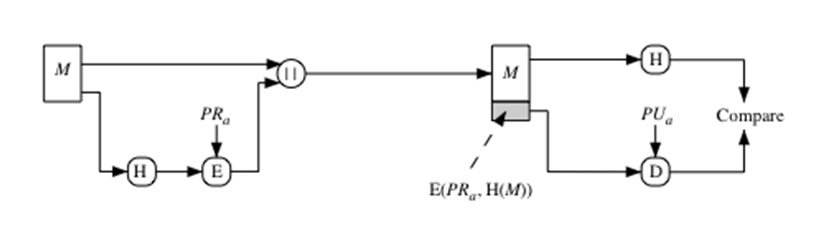 M
||
M
H
PRₐ
PUₐ
Compare
H
E
D
E(PRₐ, H(M))